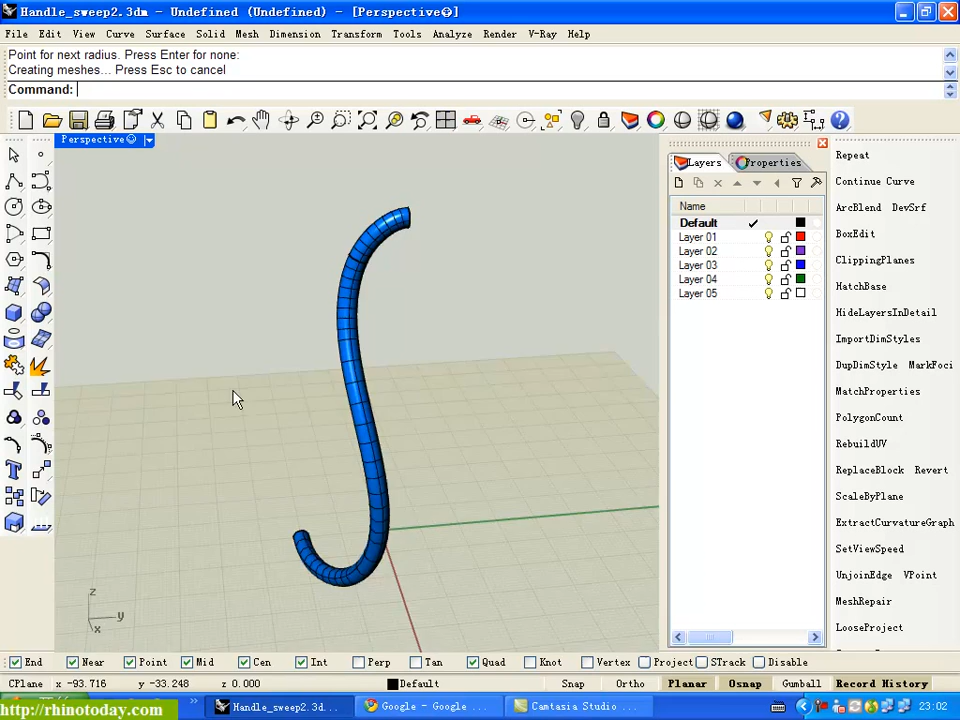 Handle_sweep2.3dm - Undefined (Undefined) - [Perspective]
File Edit View Curve Surface Solid Mesh Dimension Transform Tools Analyze Render V-Ray Help
Point for next radius. Press Enter for none:
Creating meshes... Press Esc to cancel
Command:
Perspective
Layers Properties
Name
Default
Layer 01
Layer 02
Layer 03
Layer 04
Layer 05
Repeat
Continue Curve
ArcBlend DevSrf
BoxEdit
ClippingPlanes
HatchBase
HideLayersInDetail
ImportDimStyles
DupDimStyle MarkFoci
MatchProperties
PolygonCount
RebuildUV
ReplaceBlock Revert
ScaleByPlane
ExtractCurvatureGraph
SetViewSpeed
UnjoinEdge VPoint
MeshRepair
LooseProject
z
y
x
End Near Point Mid Cen Int Perp Tan Quad Knot Vertex Project STrack Disable
CPlane x -93.716 y -33.248 z 0.000 Default Snap Ortho Planar Osnap Gumball Record History
http://rhinotoday.com Handle_sweep2.3d... Google - Google ... Camtasia Studio ... 23:02